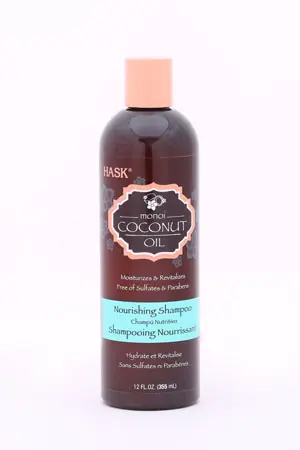 HASK®
monoi
COCONUT
OIL
Moisturizes & Revitalizes
Free of Sulfates & Parabens
Nourishing Shampoo
Champú Nutritivo
Shampooing Nourrissant
Hydrate et Revitalise
Sans Sulfates ni Parabènes
12 FL.OZ. (355 mL)